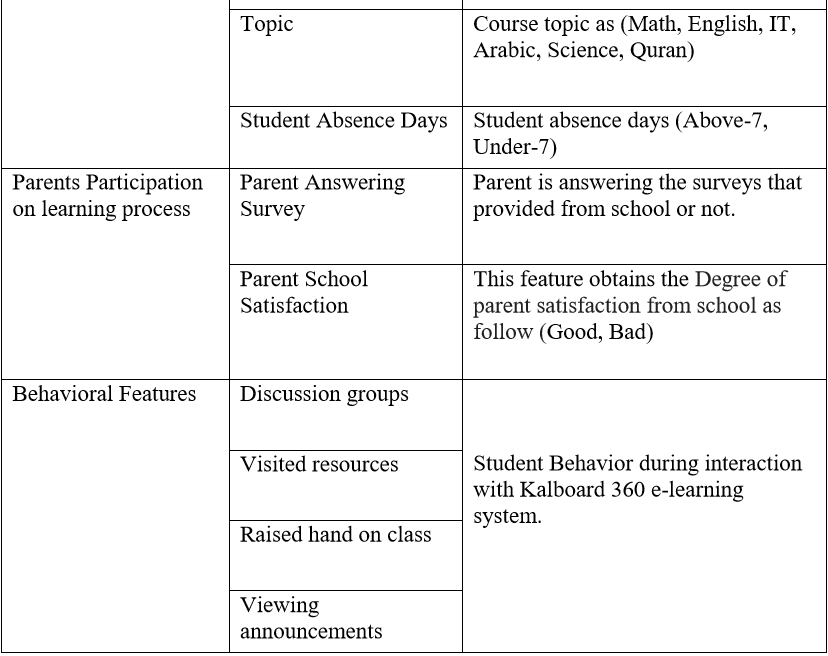 Topic
Course topic as (Math, English, IT,
Arabic, Science, Quran)
Student Absence Days
Student absence days (Above-7,
Under-7)
Parents Participation
on learning process
Parent Answering
Survey
Parent is answering the surveys that
provided from school or not.
Parent School
Satisfaction
This feature obtains the Degree of
parent satisfaction from school as
follow (Good, Bad)
Behavioral Features
Discussion groups
Visited resources
Raised hand on class
Viewing
announcements
Student Behavior during interaction
with Kalboard 360 e-learning
system.